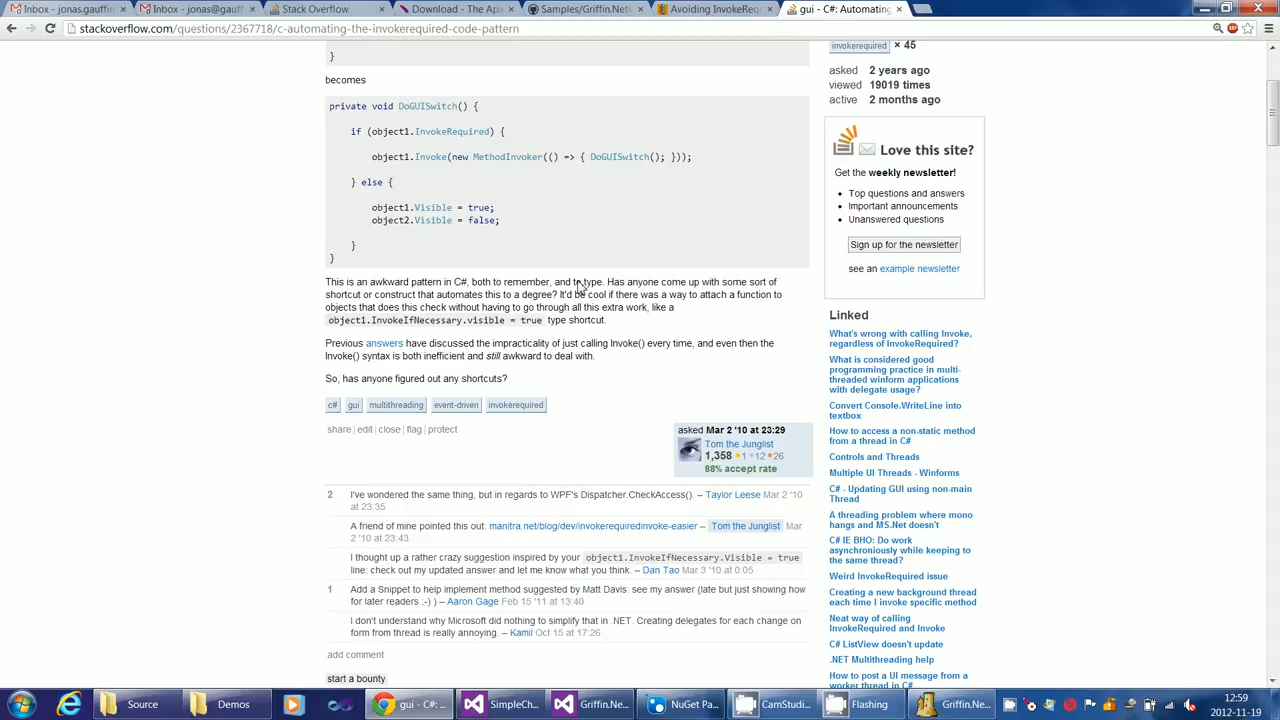 Inbox - jonas.gauffin
Inbox - jonas@gauff
Stack Overflow
Download - The Apa
Samples/Griffin.Netw
Avoiding InvokeReq
gui - C#: Automating
stackoverflow.com/questions/2367718/c-automating-the-invokerequired-code-pattern
}
becomes
private void DoGUISwitch() {
if (object1.InvokeRequired) {
object1.Invoke(new MethodInvoker(() => { DoGUISwitch(); }));
} else {
object1.Visible = true;
object2.Visible = false;
}
}
This is an awkward pattern in C#, both to remember, and to type. Has anyone come up with some sort of
shortcut or construct that automates this to a degree? It'd be cool if there was a way to attach a function to
objects that does this check without having to go through all this extra work, like a
object1.InvokeIfNecessary.visible = true type shortcut.
Previous answers have discussed the impracticality of just calling Invoke() every time, and even then the
Invoke() syntax is both inefficient and still awkward to deal with.
So, has anyone figured out any shortcuts?
c# gui multithreading event-driven invokerequired
share | edit | close | flag | protect
asked Mar 2 '10 at 23:29
Tom the Junglist
1,358 1 12 26
88% accept rate
2 I've wondered the same thing, but in regards to WPF's Dispatcher.CheckAccess(). – Taylor Leese Mar 2 '10
at 23:35
A friend of mine pointed this out: manitra.net/blog/dev/invokerequiredinvoke-easier – Tom the Junglist Mar
2 '10 at 23:43
I thought up a rather crazy suggestion inspired by your object1.InvokeIfNecessary.Visible = true
line; check out my updated answer and let me know what you think. – Dan Tao Mar 3 '10 at 0:05
1 Add a Snippet to help implement method suggested by Matt Davis: see my answer (late but just showing how
for later readers ;-) ) – Aaron Gage Feb 15 '11 at 13:40
I don't understand why Microsoft did nothing to simplify that in .NET. Creating delegates for each change on
form from thread is really annoying. – Kamil Oct 15 at 17:26
add comment
start a bounty
invokerequired × 45
asked 2 years ago
viewed 19019 times
active 2 months ago
Love this site?
Get the weekly newsletter!
• Top questions and answers
• Important announcements
• Unanswered questions
Sign up for the newsletter
see an example newsletter
Linked
What's wrong with calling Invoke,
regardless of InvokeRequired?
What is considered good
programming practice in multi-
threaded winform applications
with delegate usage?
Convert Console.WriteLine into
textbox
How to access a non-static method
from a thread in C#
Controls and Threads
Multiple UI Threads - Winforms
C# - Updating GUI using non-main
Thread
A threading problem where mono
hangs and MS.Net doesn't
C# IE BHO: Do work
asynchroniously while keeping to
the same thread?
Weird InvokeRequired issue
Creating a new background thread
each time I invoke specific method
Neat way of calling
InvokeRequired and Invoke
C# ListView doesn't update
.NET Multithreading help
How to post a UI message from a
worker thread in C#
Source
Demos
gui - C#: ...
SimpleCh...
Griffin.Ne...
NuGet Pa...
CamStudi...
Flashing
Griffin.Ne...
12:59
2012-11-19